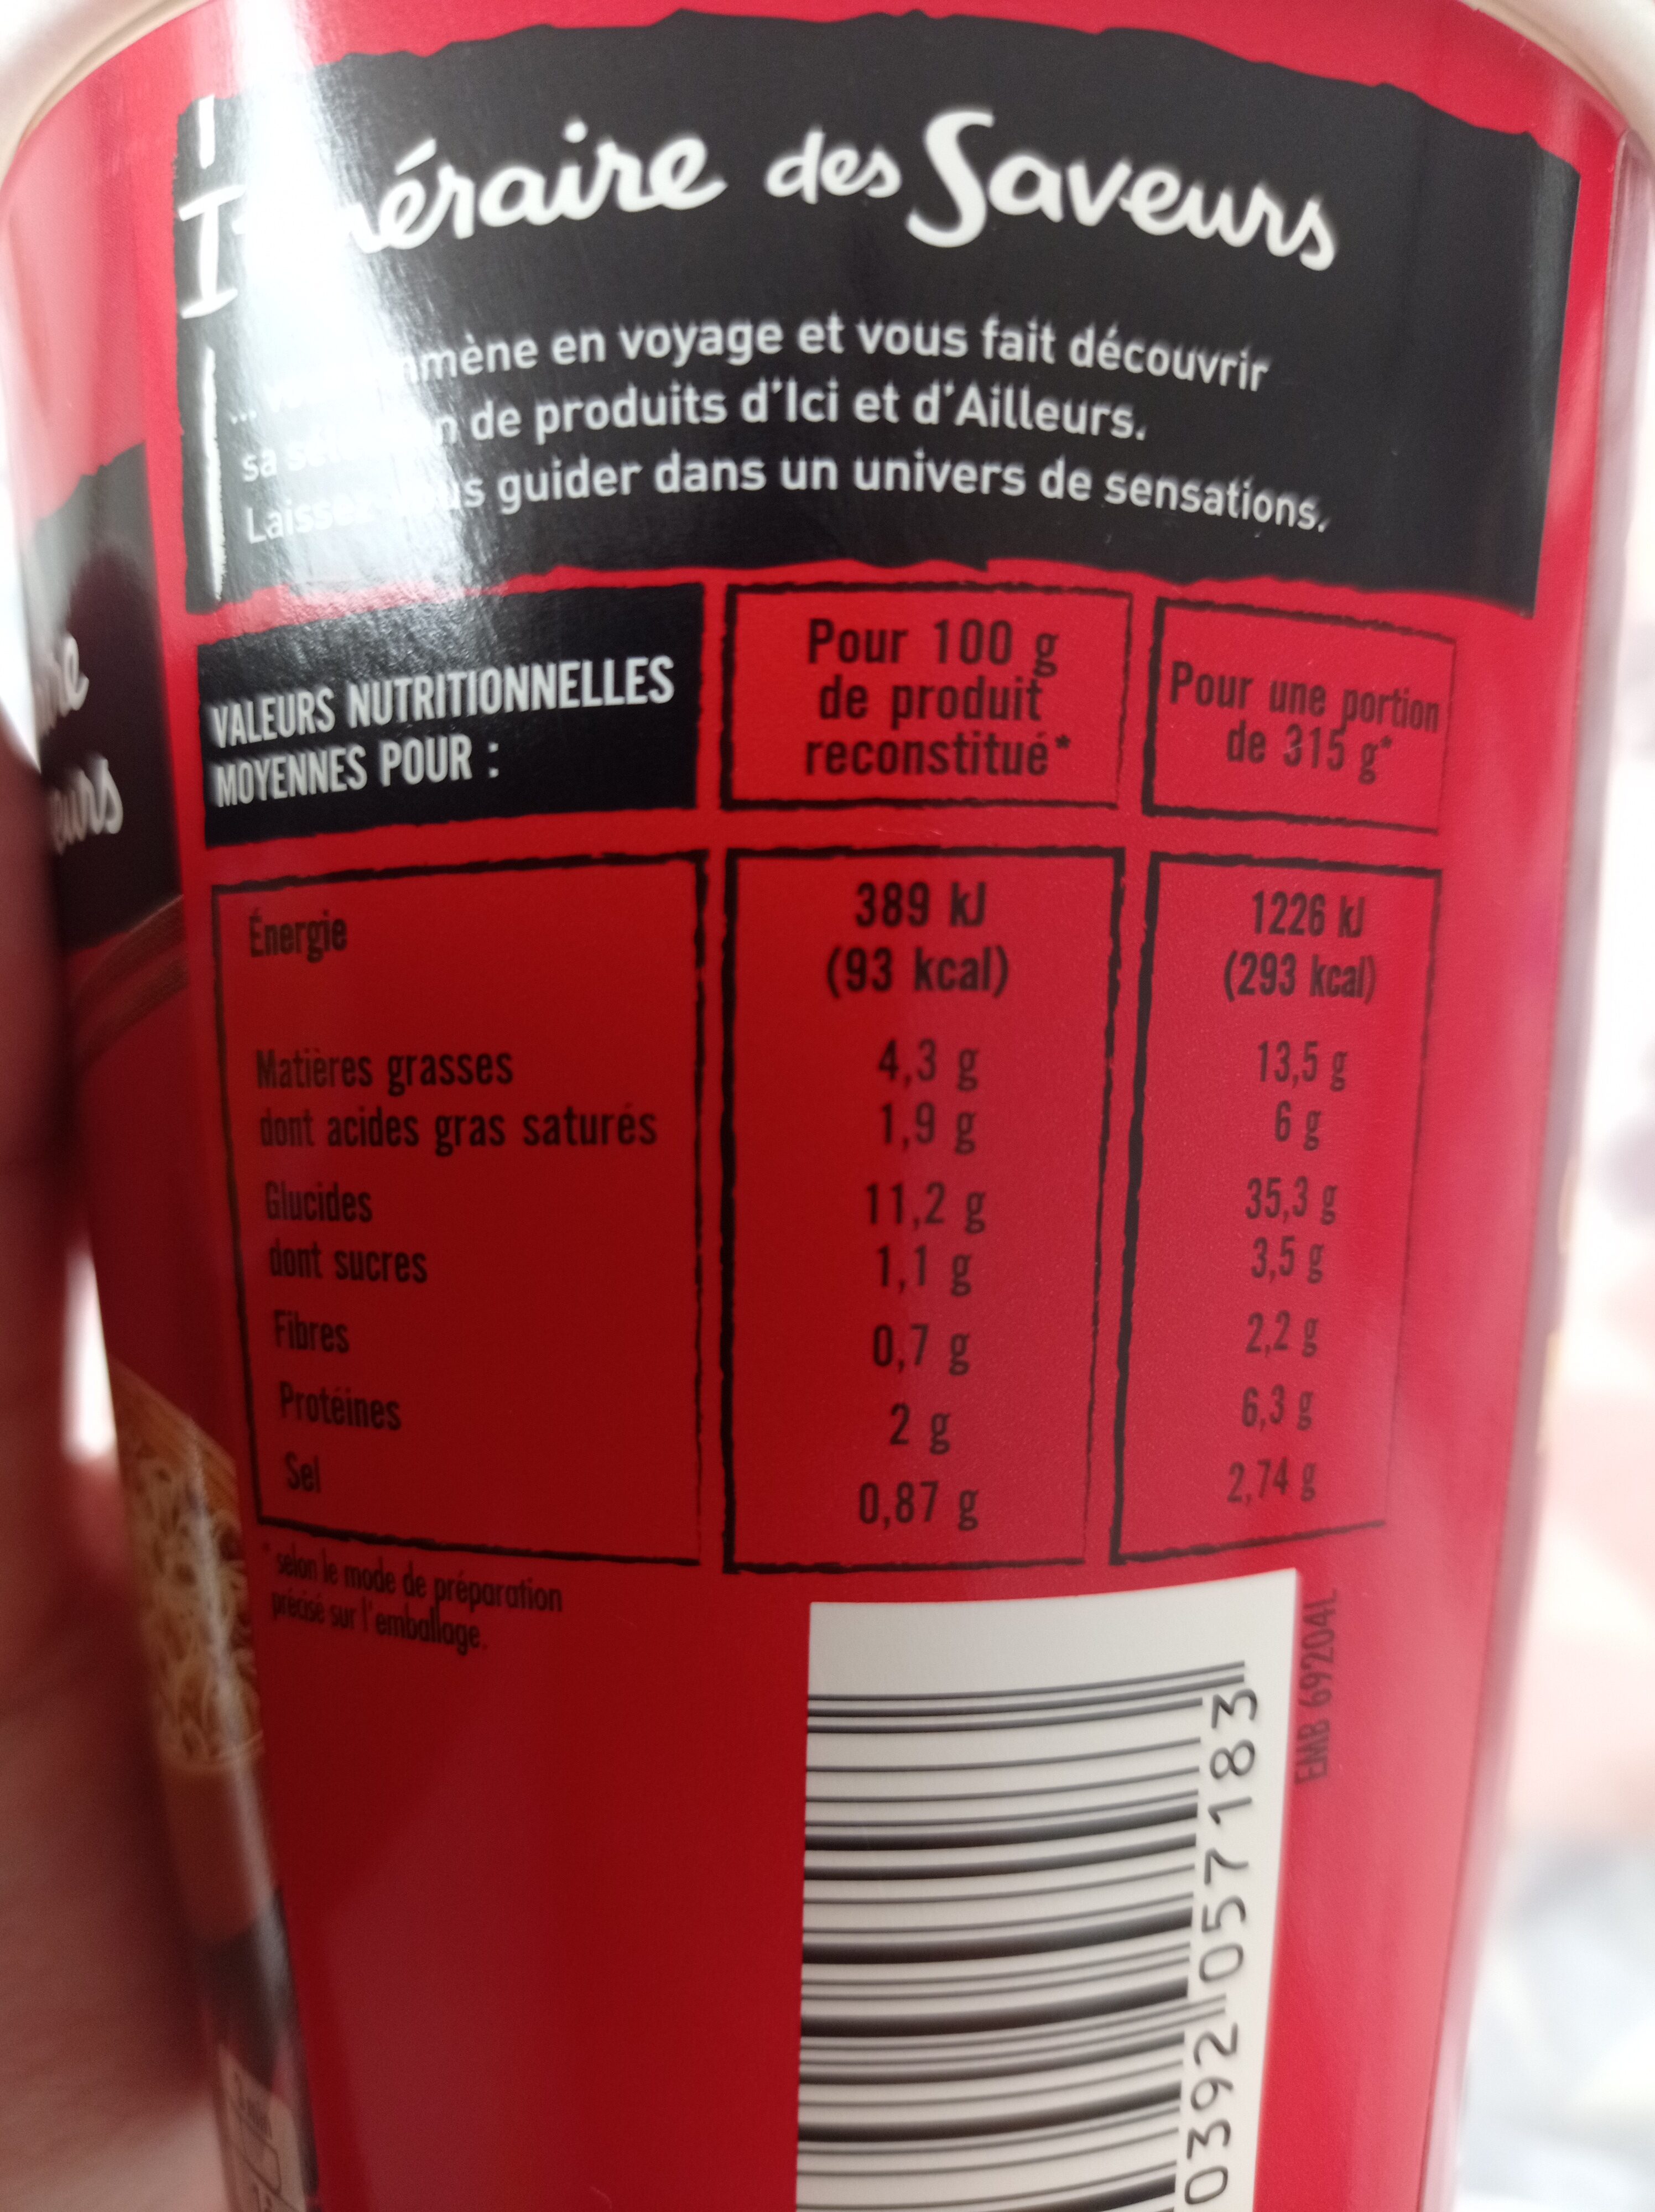 Itinéraire des Saveurs
mène en voyage et vous fait découvrir
sa de produits d'Ici et d'Ailleurs.
Laissez guider dans un univers de sensations.
VALEURS NUTRITIONNELLES
MOYENNES POUR :
Pour 100 g
de produit
reconstitué*
Pour une portion
de 315 g*
Énergie 389 kJ 1226 kJ
(93 kcal) (293 kcal)
Matières grasses 4,3 g 13,5 g
dont acides gras saturés 1,9 g 6 g
Glucides 11,2 g 35,3 g
dont sucres 1,1 g 3,5 g
Fibres 0,7 g 2,2 g
Protéines 2 g 6,3 g
Sel 0,87 g 2,74 g
* selon le mode de préparation
précisé sur l'emballage.
EMB 69204L
0392 057183